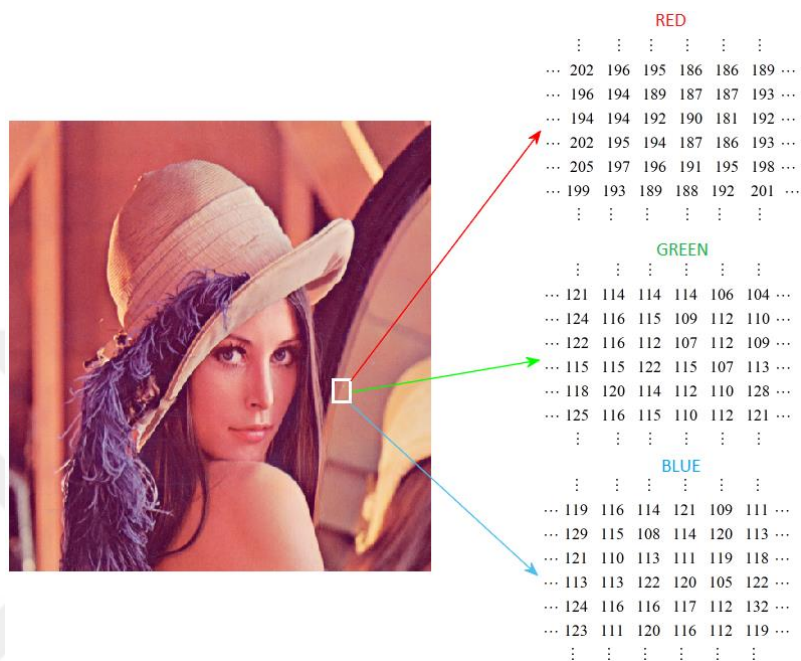 RED
⋮ ⋮ ⋮ ⋮ ⋮ ⋮
⋯ 202 196 195 186 186 189 ⋯
⋯ 196 194 189 187 187 193 ⋯
⋯ 194 194 192 190 181 192 ⋯
⋯ 202 195 194 187 186 193 ⋯
⋯ 205 197 196 191 195 198 ⋯
⋯ 199 193 189 188 192 201 ⋯
⋮ ⋮ ⋮ ⋮ ⋮ ⋮
GREEN
⋮ ⋮ ⋮ ⋮ ⋮ ⋮
⋯ 121 114 114 114 106 104 ⋯
⋯ 124 116 115 109 112 110 ⋯
⋯ 122 116 112 107 112 109 ⋯
⋯ 115 115 122 115 107 113 ⋯
⋯ 118 120 114 112 110 128 ⋯
⋯ 125 116 115 110 112 121 ⋯
⋮ ⋮ ⋮ ⋮ ⋮ ⋮
BLUE
⋮ ⋮ ⋮ ⋮ ⋮ ⋮
⋯ 119 116 114 121 109 111 ⋯
⋯ 129 115 108 114 120 113 ⋯
⋯ 121 110 113 111 119 118 ⋯
⋯ 113 113 122 120 105 122 ⋯
⋯ 124 116 116 117 112 132 ⋯
⋯ 123 111 120 116 112 119 ⋯
⋮ ⋮ ⋮ ⋮ ⋮ ⋮